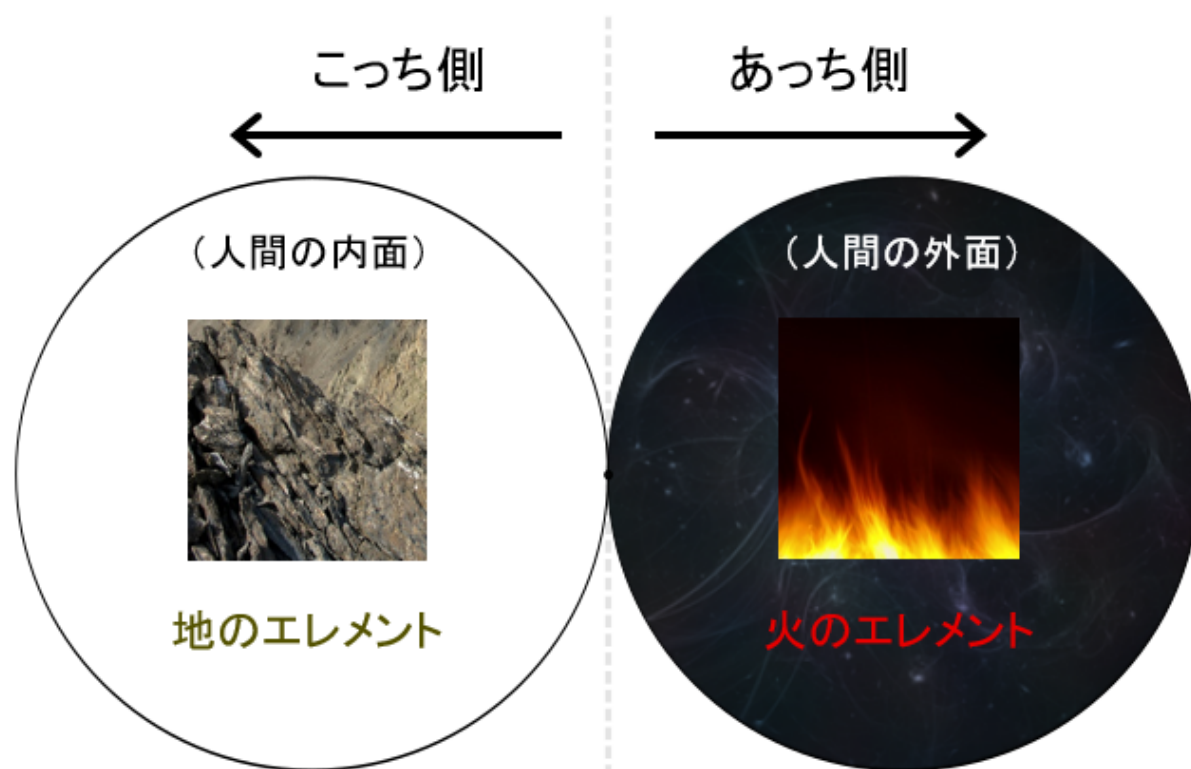 こっち側
あっち側
（人間の内面）
（人間の外面）
地のエレメント
火のエレメント